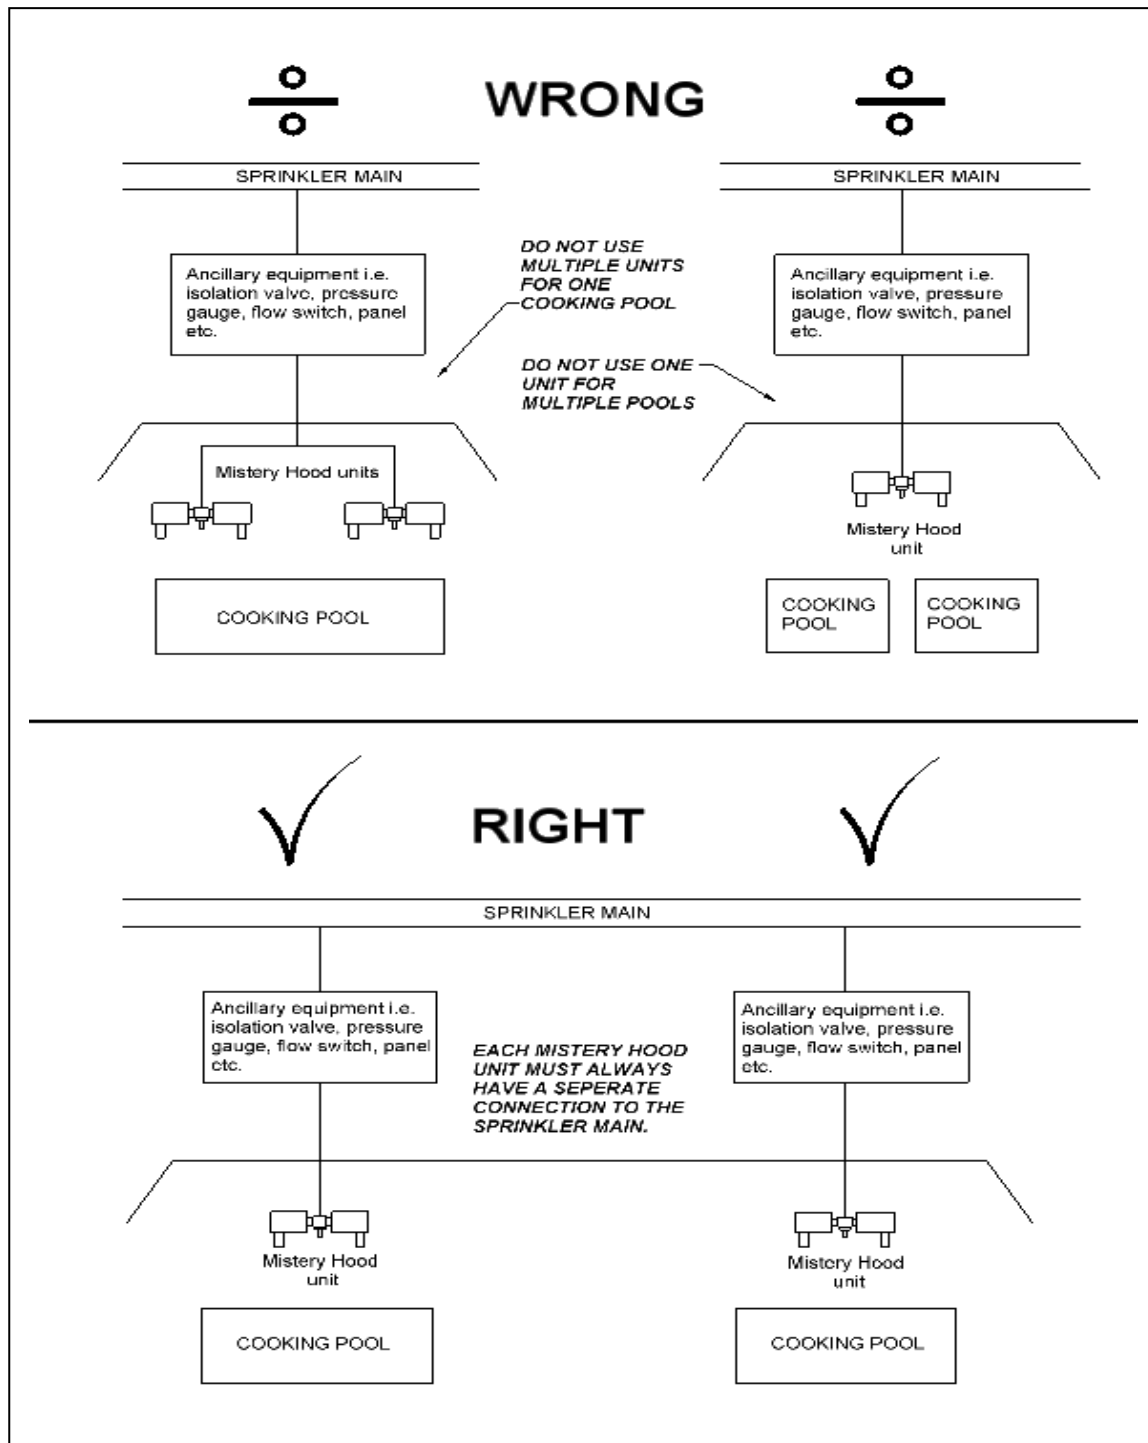 WRONG
SPRINKLER MAIN
SPRINKLER MAIN
Ancillary equipment i.e.
isolation valve, pressure
gauge, flow switch, panel
etc.
DO NOT USE
MULTIPLE UNITS
FOR ONE
COOKING POOL
Ancillary equipment i.e.
isolation valve, pressure
gauge, flow switch, panel
etc.
DO NOT USE ONE
UNIT FOR
MULTIPLE POOLS
Mistery Hood units
Mistery Hood
unit
COOKING POOL
COOKING
POOL
COOKING
POOL
RIGHT
SPRINKLER MAIN
Ancillary equipment i.e.
isolation valve, pressure
gauge, flow switch, panel
etc.
EACH MISTERY HOOD
UNIT MUST ALWAYS
HAVE A SEPERATE
CONNECTION TO THE
SPRINKLER MAIN.
Ancillary equipment i.e.
isolation valve, pressure
gauge, flow switch, panel
etc.
Mistery Hood
unit
Mistery Hood
unit
COOKING POOL
COOKING POOL